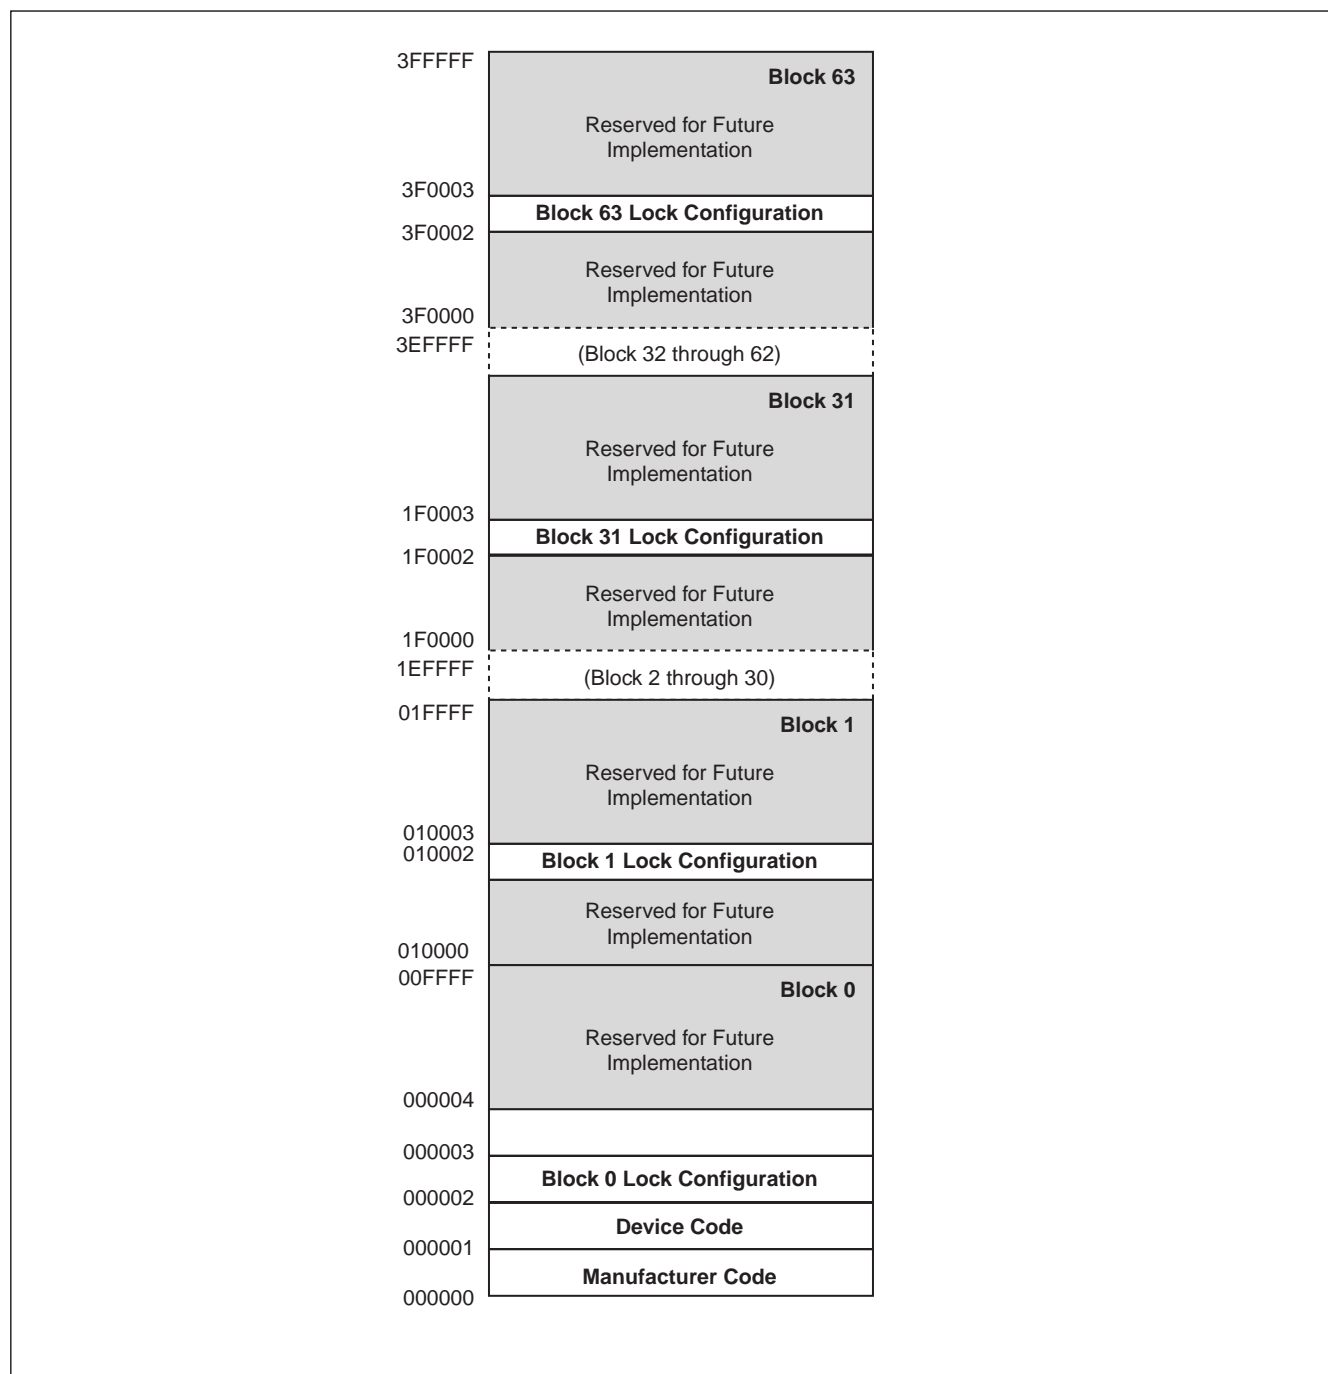 3FFFFF
Block 63
Reserved for Future
Implementation
3F0003
Block 63 Lock Configuration
3F0002
Reserved for Future
Implementation
3F0000
3EFFFF
(Block 32 through 62)
Block 31
Reserved for Future
Implementation
1F0003
Block 31 Lock Configuration
1F0002
Reserved for Future
Implementation
1F0000
1EFFFF
(Block 2 through 30)
01FFFF
Block 1
Reserved for Future
Implementation
010003
010002
Block 1 Lock Configuration
Reserved for Future
Implementation
010000
00FFFF
Block 0
Reserved for Future
Implementation
000004
000003
Block 0 Lock Configuration
000002
Device Code
000001
Manufacturer Code
000000